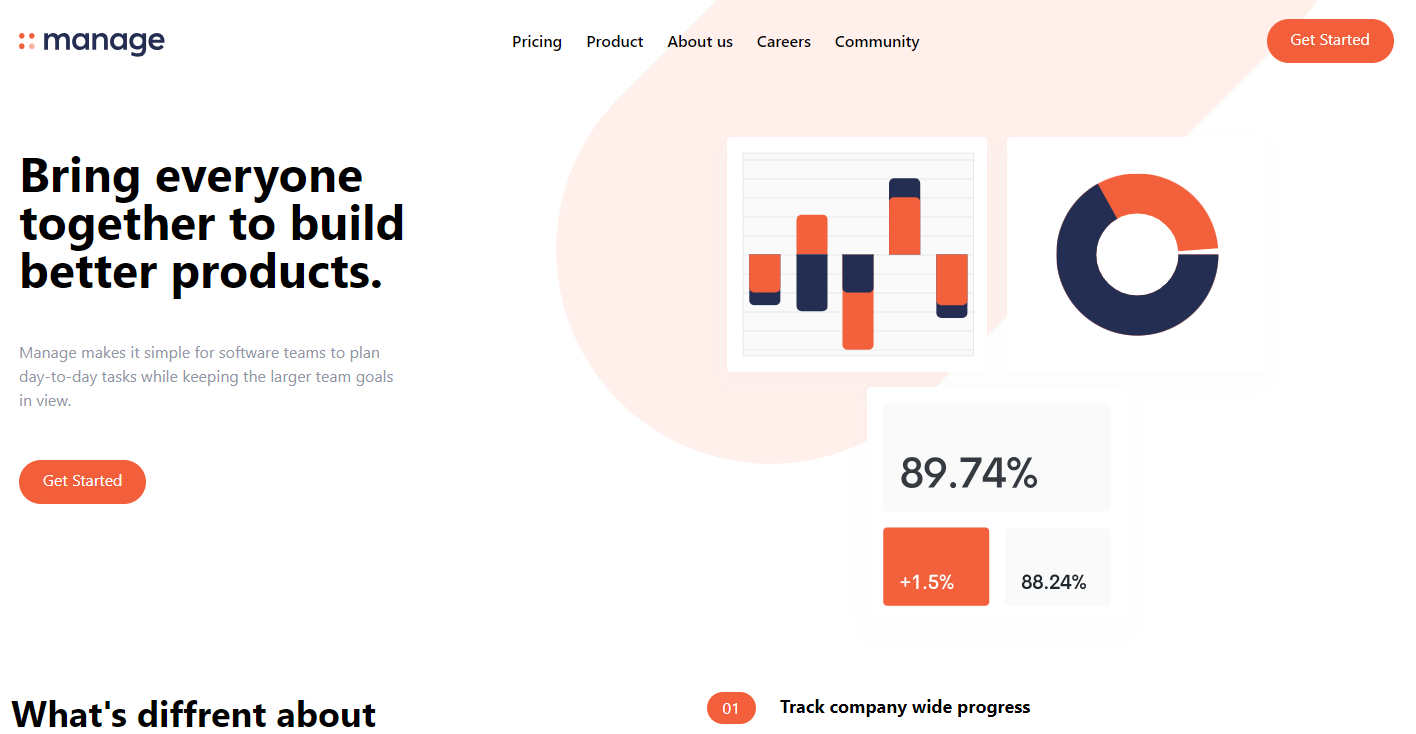 manage
Pricing Product About us Careers Community
Get Started
Bring everyone
together to build
better products.
Manage makes it simple for software teams to plan
day-to-day tasks while keeping the larger team goals
in view.
Get Started
89.74%
+1.5%
88.24%
What's diffrent about
01
Track company wide progress